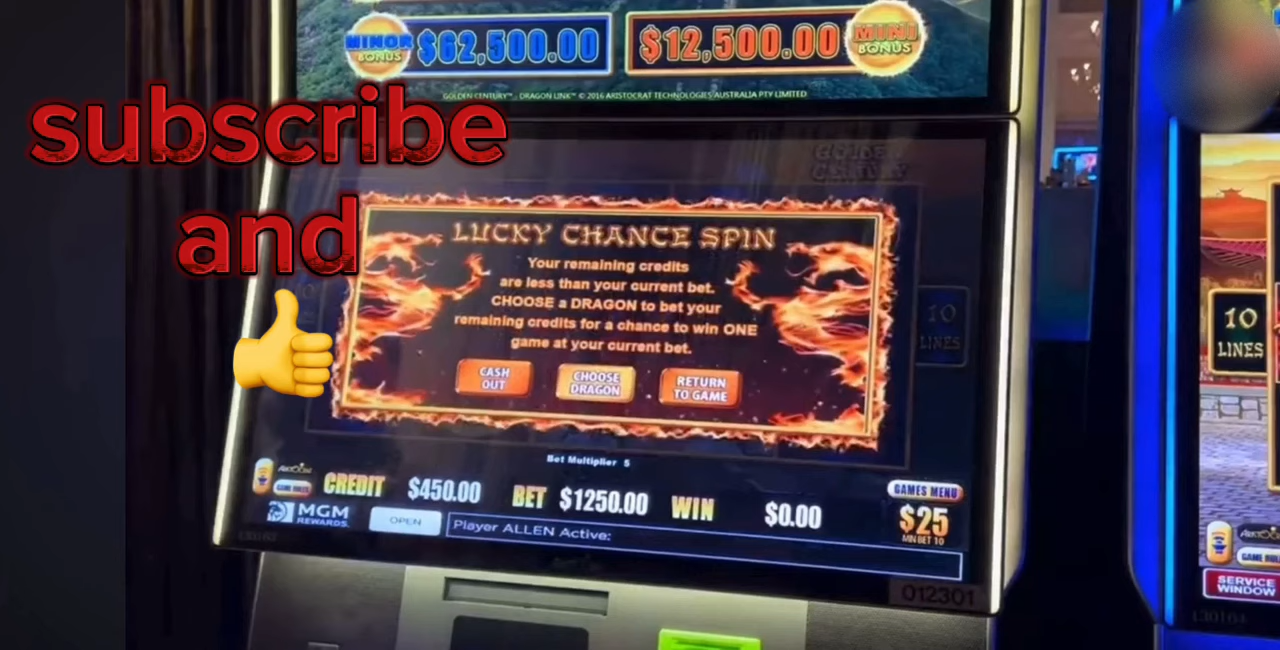 MINOR
BONUS
$62,500.00
$12,500.00
MINI
BONUS
GOLDEN CENTURY™ - DRAGON LINK™ © 2016 ARISTOCRAT TECHNOLOGIES AUSTRALIA PTY LIMITED
subscribe
and
LUCKY CHANCE SPIN
Your remaining credits
are less than your current bet.
CHOOSE a DRAGON to bet your
remaining credits for a chance to win ONE
game at your current bet.
CASH
OUT
CHOOSE
DRAGON
RETURN
TO GAME
10
LINES
10
LINES
Bet Multiplier 5
GAME RULES
CREDIT $450.00 BET $1250.00 WIN $0.00
GAMES MENU
$25
MIN BET 10
MGM
REWARDS
OPEN
Player ALLEN Active:
012301
SERVICE
WINDOW